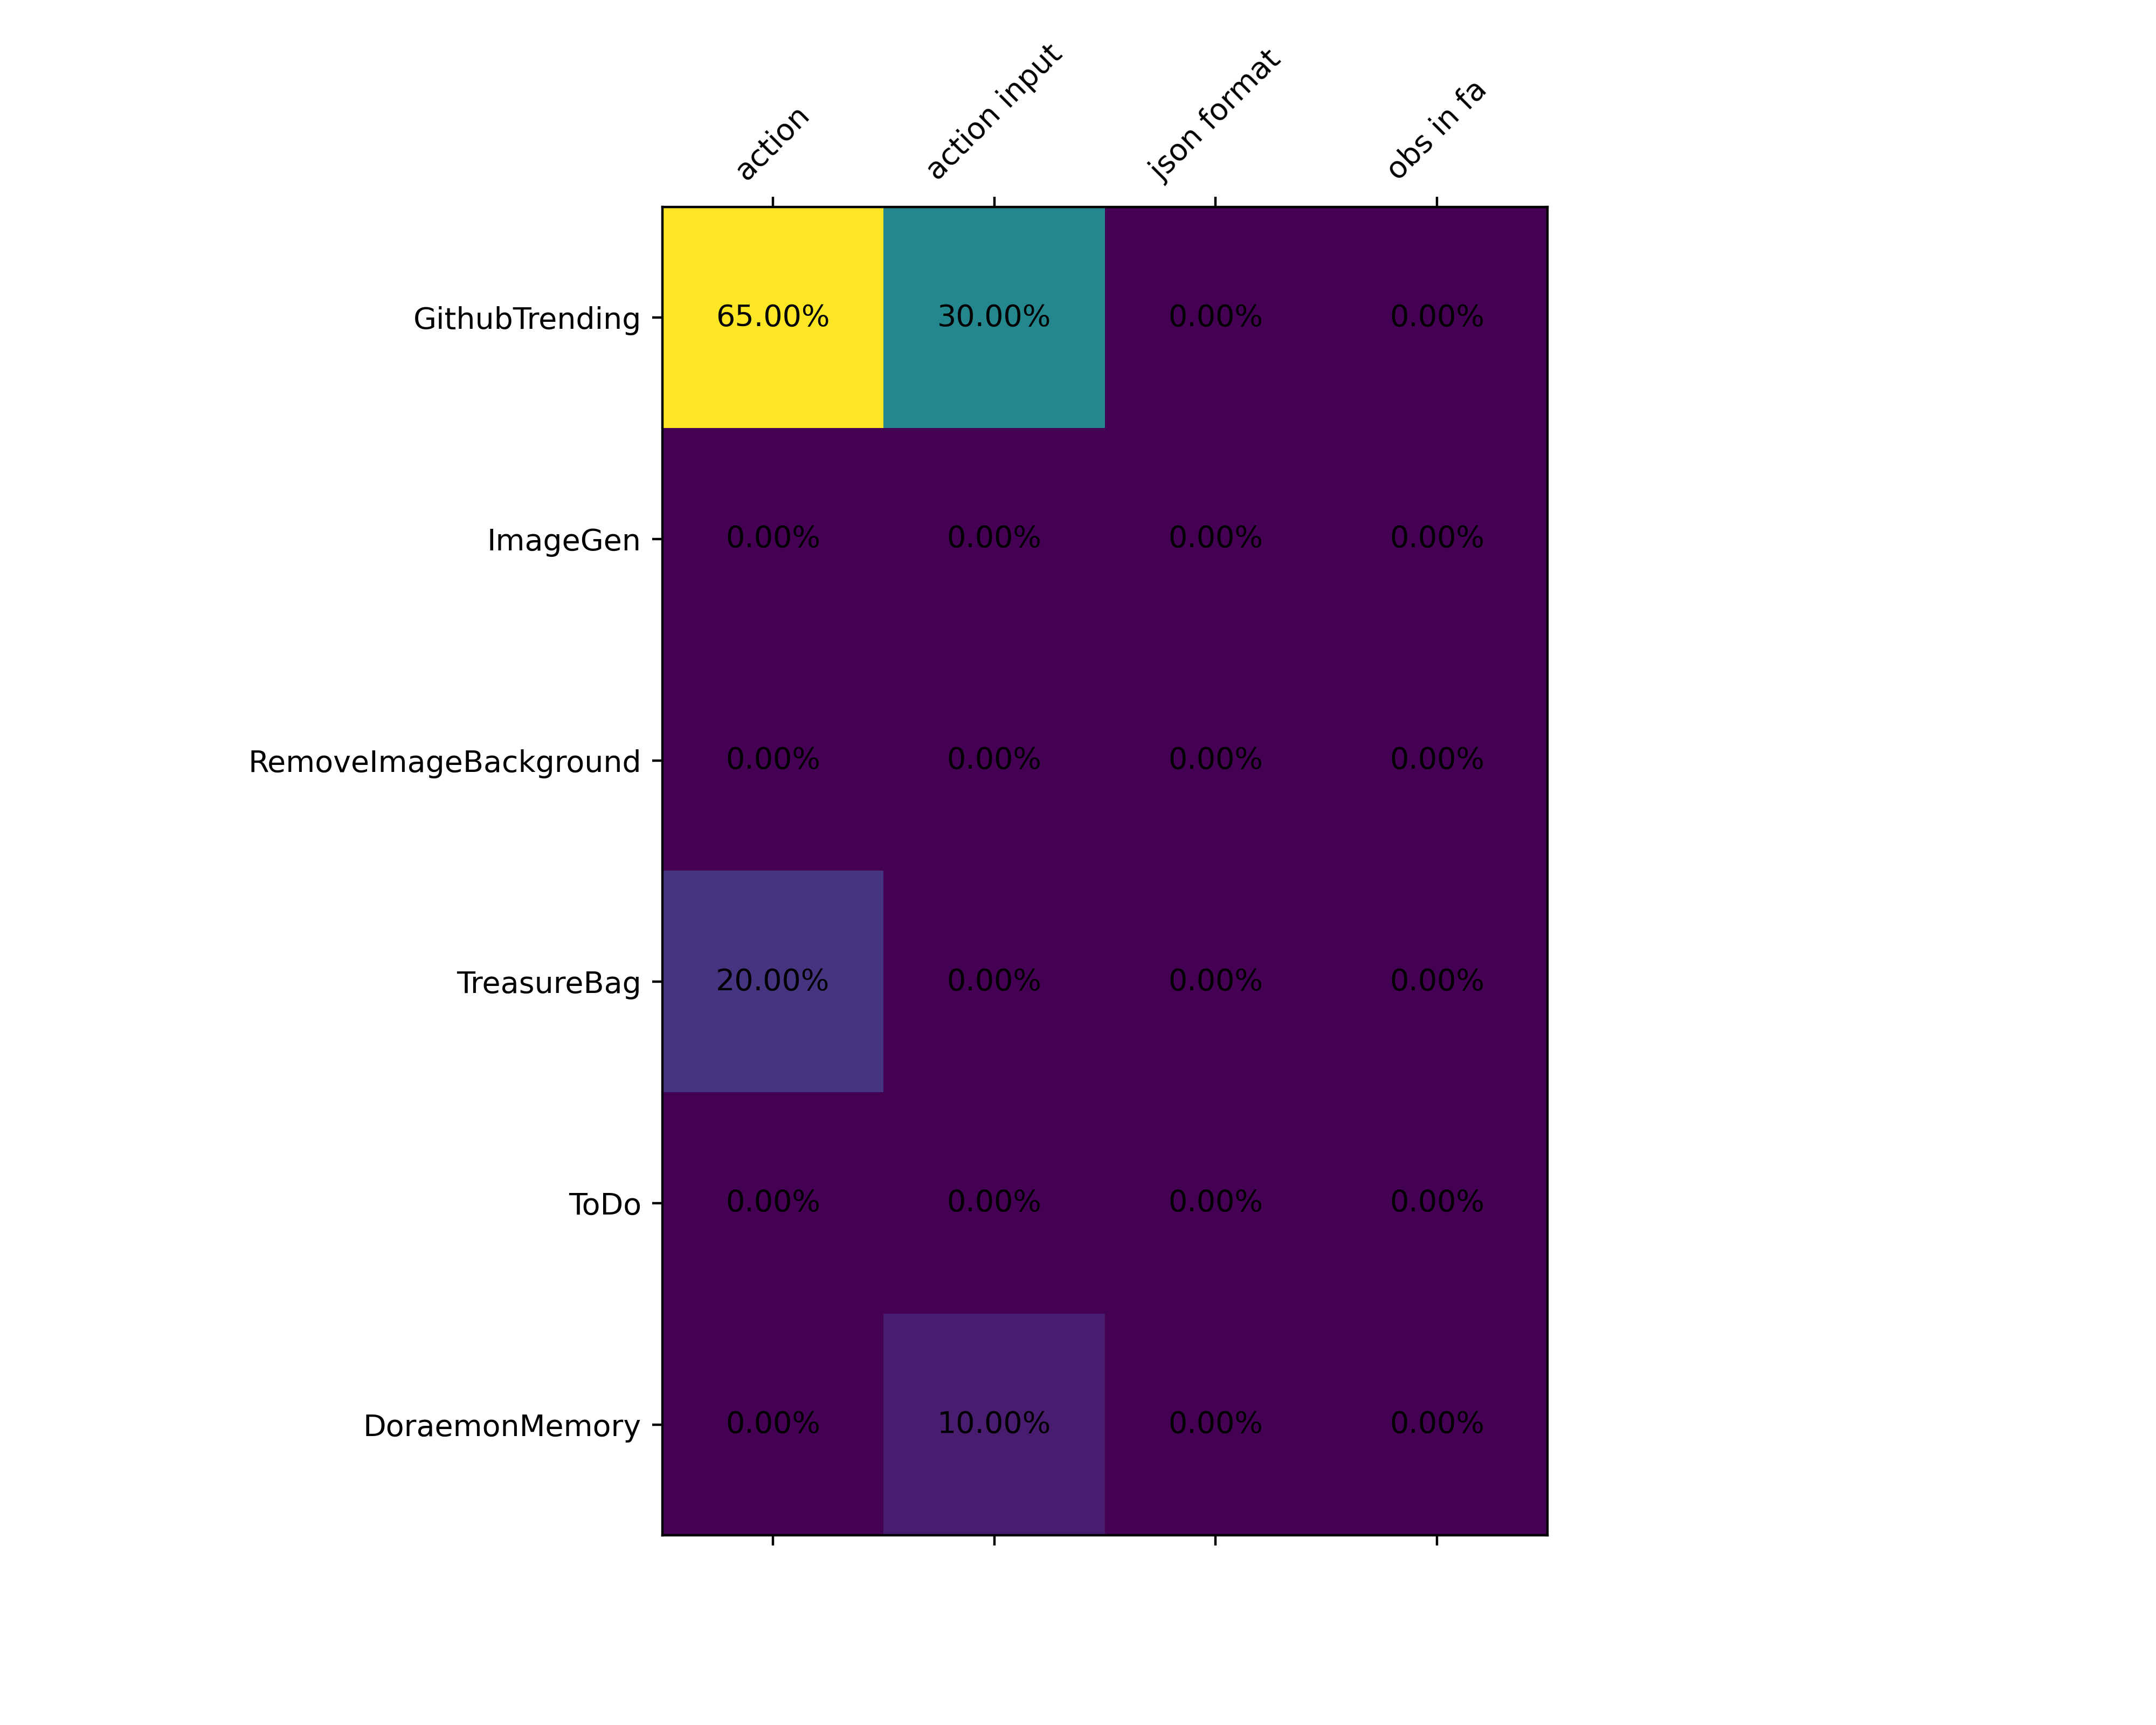 action action input json format obs in fa
GithubTrending 65.00% 30.00% 0.00% 0.00%
ImageGen 0.00% 0.00% 0.00% 0.00%
RemoveImageBackground 0.00% 0.00% 0.00% 0.00%
TreasureBag 20.00% 0.00% 0.00% 0.00%
ToDo 0.00% 0.00% 0.00% 0.00%
DoraemonMemory 0.00% 10.00% 0.00% 0.00%